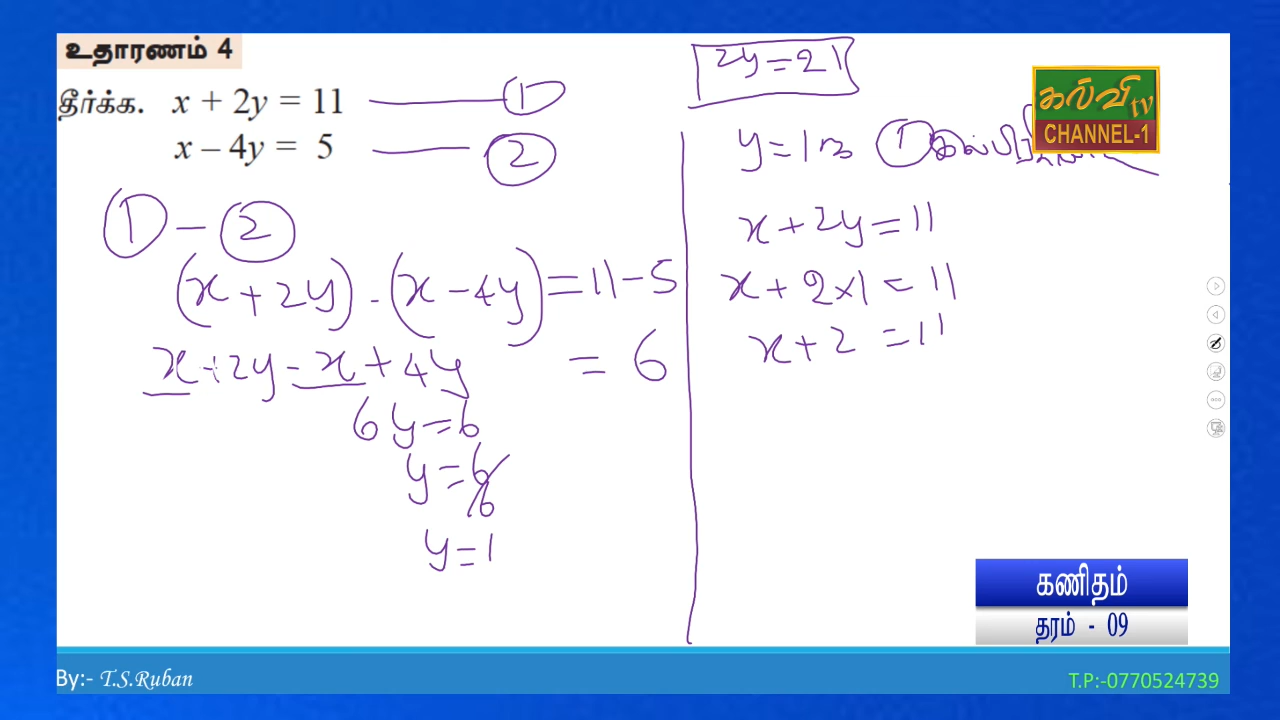 உதாரணம் 4
தீர்க்க. x + 2y = 11 ——— ①
x – 4y = 5 ——— ②
① – ②
(x + 2y) - (x – 4y) = 11 – 5
x + 2y – x + 4y = 6
6y = 6
y = 6/6
y = 1
2y = 21
y = 1 ஐ ①
x + 2y = 11
x + 2×1 = 11
x + 2 = 11
கல்வி tv
CHANNEL-1
கணிதம்
தரம் - 09
By:- T.S.Ruban
T.P:-0770524739